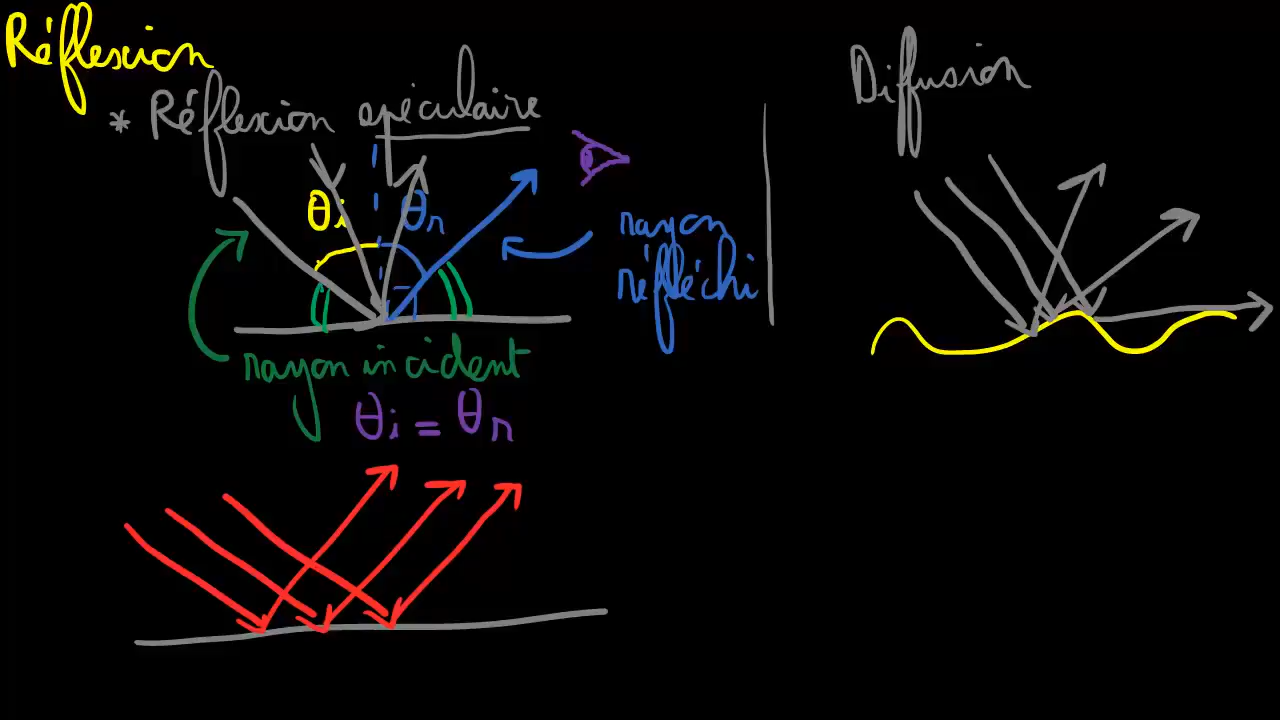 Réflexion
* Réflexion spéculaire
θi
θr
rayon
réfléchi
rayon incident
θi = θr
Diffusion